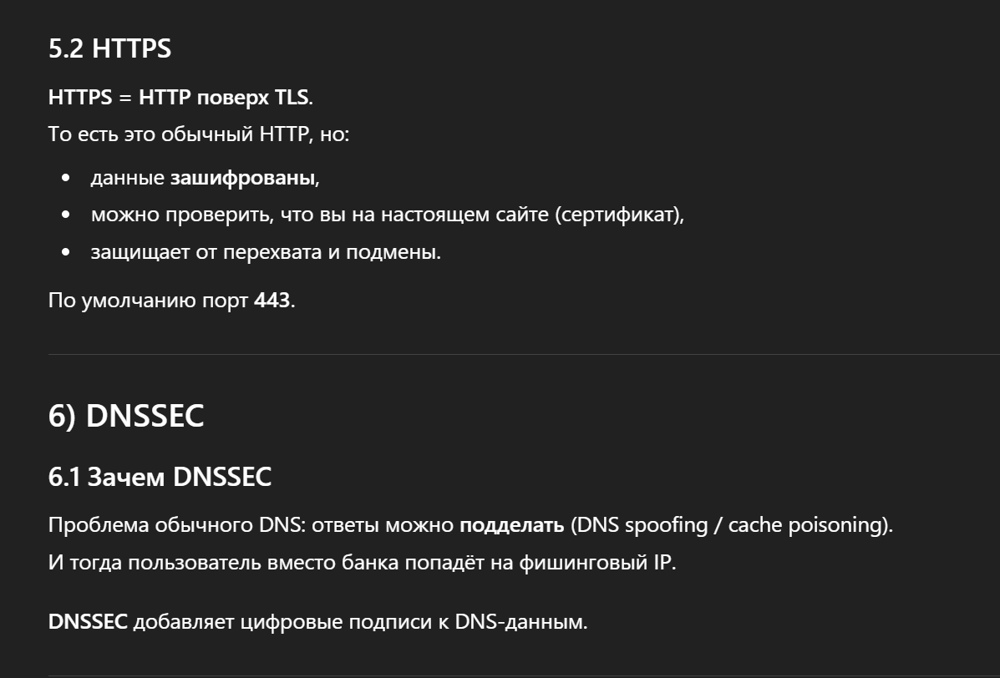 5.2 HTTPS
HTTPS = HTTP поверх TLS.
То есть это обычный HTTP, но:
• данные зашифрованы,
• можно проверить, что вы на настоящем сайте (сертификат),
• защищает от перехвата и подмены.
По умолчанию порт 443.
6) DNSSEC
6.1 Зачем DNSSEC
Проблема обычного DNS: ответы можно подделать (DNS spoofing / cache poisoning).
И тогда пользователь вместо банка попадёт на фишинговый IP.
DNSSEC добавляет цифровые подписи к DNS-данным.